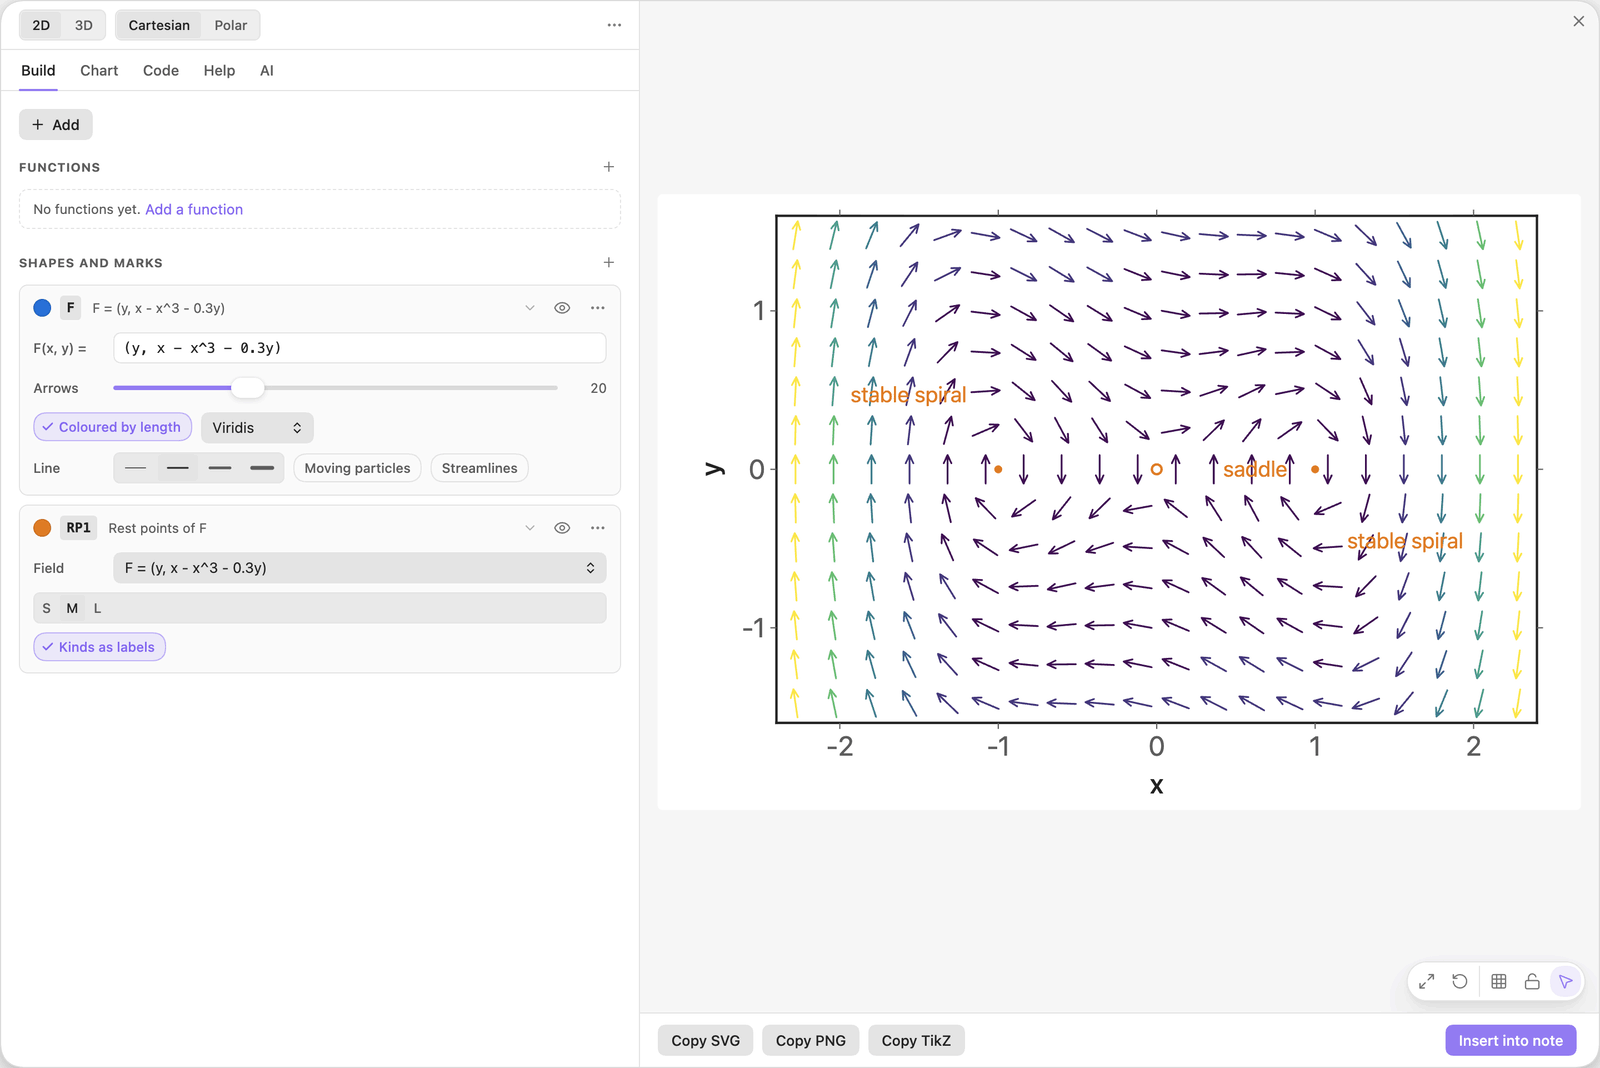 2D 3D Cartesian Polar
Build Chart Code Help AI
+ Add
FUNCTIONS
No functions yet. Add a function
SHAPES AND MARKS
F F = (y, x - x^3 - 0.3y)
F(x, y) = (y, x − x^3 − 0.3y)
Arrows 20
Coloured by length Viridis
Line Moving particles Streamlines
RP1 Rest points of F
Field F = (y, x - x^3 - 0.3y)
S M L
Kinds as labels
1
stable spiral
y 0 saddle
stable spiral
-1
-2 -1 0 1 2
x
Copy SVG Copy PNG Copy TikZ Insert into note